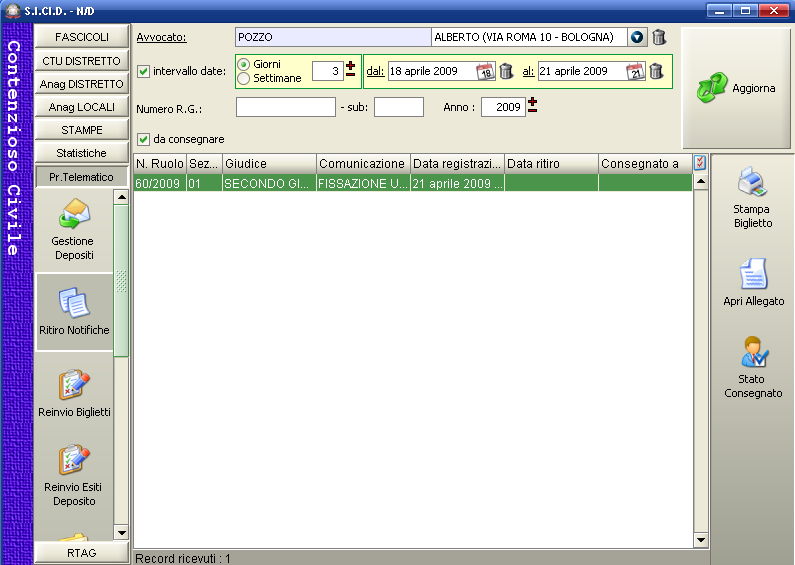 S.I.CI.D. - N/D
Contenzioso Civile
FASCICOLI
CTU DISTRETTO
Anag DISTRETTO
Anag LOCALI
STAMPE
Statistiche
Pr.Telematico
Gestione
Depositi
Ritiro Notifiche
Reinvio Biglietti
Reinvio Esiti
Deposito
RTAG
Avvocato: POZZO ALBERTO (VIA ROMA 10 - BOLOGNA)
intervallo date: Giorni 3 dal: 18 aprile 2009 18 al: 21 aprile 2009 21
Settimane
Numero R.G.: - sub: Anno : 2009
da consegnare
Aggiorna
N. Ruolo Sez... Giudice Comunicazione Data registrazi... Data ritiro Consegnato a
60/2009 01 SECONDO GI... FISSAZIONE U... 21 aprile 2009 ...
Stampa
Biglietto
Apri Allegato
Stato
Consegnato
Record ricevuti : 1